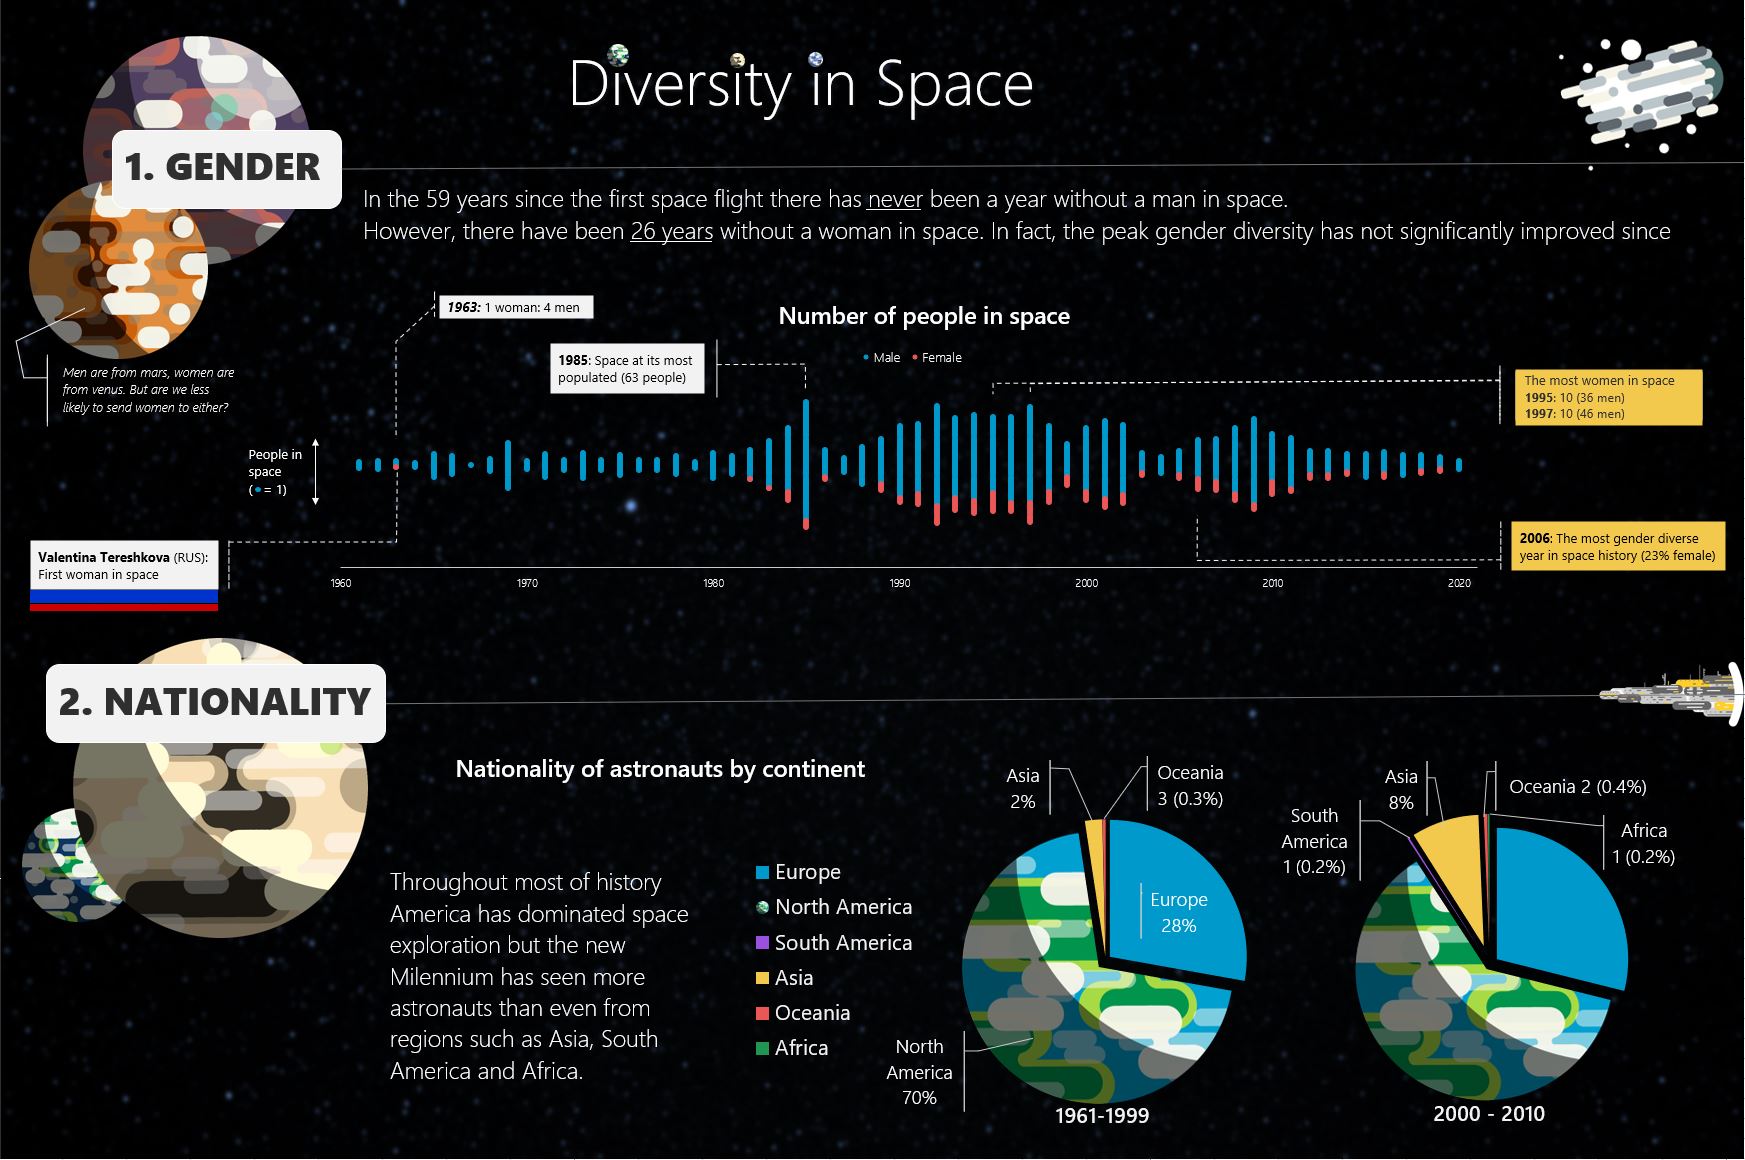 Diversity in Space
1. GENDER
In the 59 years since the first space flight there has never been a year without a man in space.
However, there have been 26 years without a woman in space. In fact, the peak gender diversity has not significantly improved since
Men are from mars, women are
from venus. But are we less
likely to send women to either?
1963: 1 woman: 4 men
Number of people in space
Male Female
1985: Space at its most
populated (63 people)
The most women in space
1995: 10 (36 men)
1997: 10 (46 men)
People in
space
(•= 1)
Valentina Tereshkova (RUS):
First woman in space
2006: The most gender diverse
year in space history (23% female)
1960 1970 1980 1990 2000 2010 2020
2. NATIONALITY
Nationality of astronauts by continent
Throughout most of history
America has dominated space
exploration but the new
Milennium has seen more
astronauts than even from
regions such as Asia, South
America and Africa.
Europe
North America
South America
Asia
Oceania
Africa
Asia
2%
Oceania
3 (0.3%)
Europe
28%
North
America
70%
1961-1999
South
America
1 (0.2%)
Asia
8%
Oceania 2 (0.4%)
Africa
1 (0.2%)
2000 - 2010